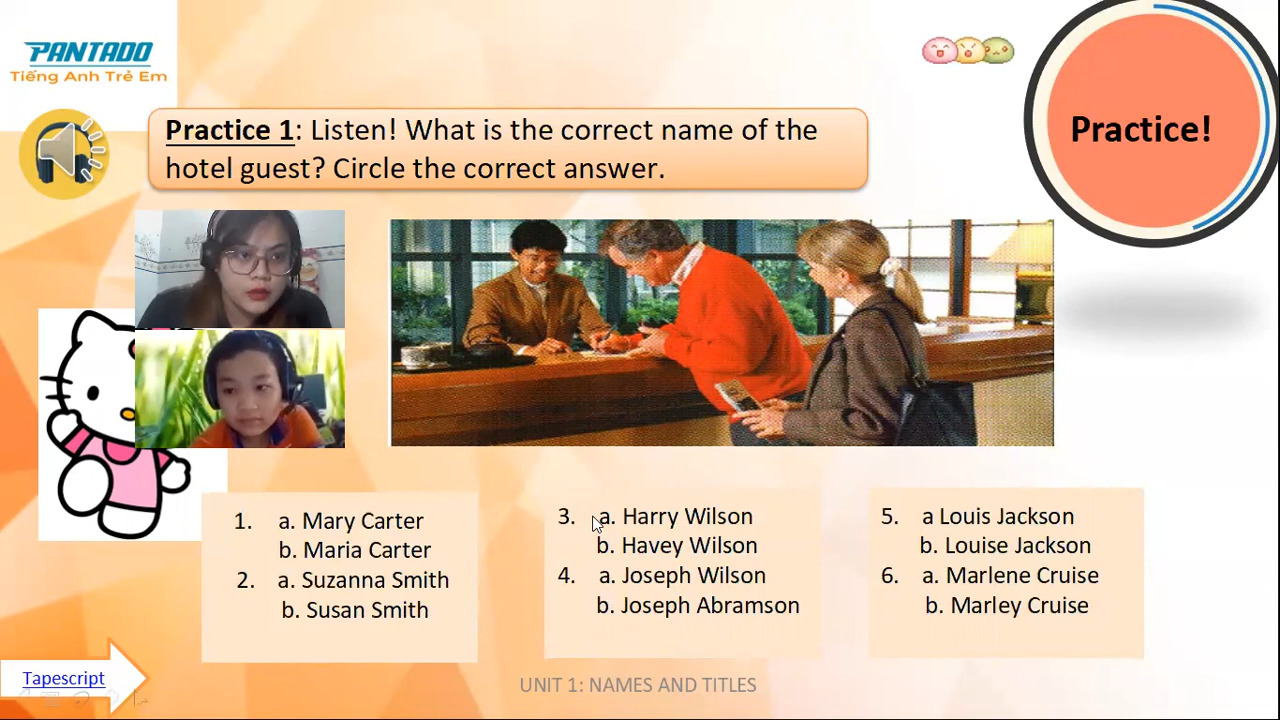 PANTADO
Tiếng Anh Trẻ Em
Practice 1: Listen! What is the correct name of the
hotel guest? Circle the correct answer.
Practice!
1. a. Mary Carter
b. Maria Carter
2. a. Suzanna Smith
b. Susan Smith
3. a. Harry Wilson
b. Havey Wilson
4. a. Joseph Wilson
b. Joseph Abramson
5. a Louis Jackson
b. Louise Jackson
6. a. Marlene Cruise
b. Marley Cruise
Tapescript
UNIT 1: NAMES AND TITLES